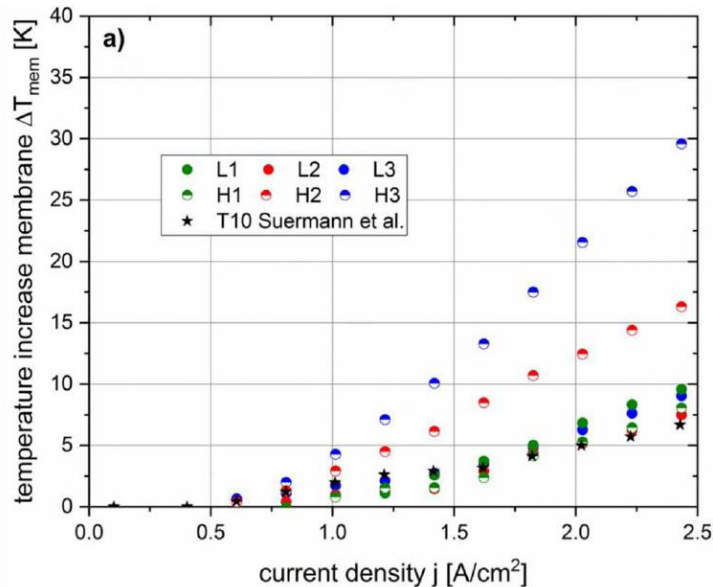 a)
temperature increase membrane ΔT_mem [K]
40
35
30
25
20
15
10
5
0
L1 L2 L3
H1 H2 H3
T10 Suermann et al.
0.0 0.5 1.0 1.5 2.0 2.5
current density j [A/cm²]